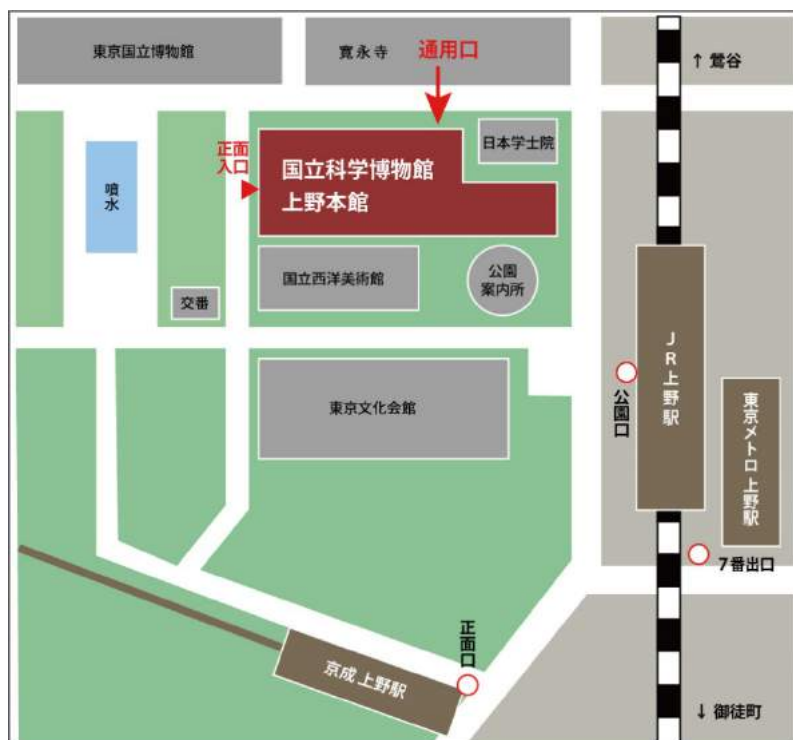 東京国立博物館
寛永寺
通用口
↑ 鶯谷
日本学士院
正面
入口
国立科学博物館
上野本館
噴水
国立西洋美術館
公園
案内所
交番
JR上野駅
東京文化会館
公園口
東京メトロ 上野駅
7番出口
正面口
京成 上野駅
↓ 御徒町